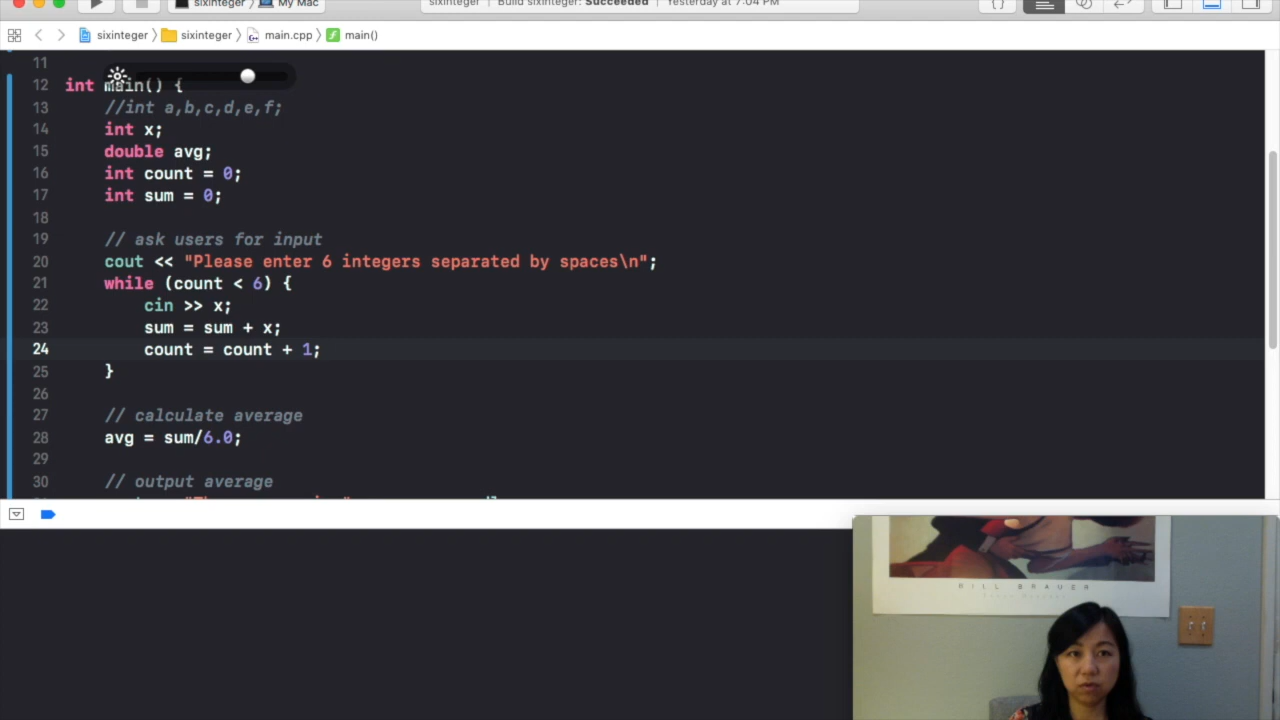 sixinteger My Mac sixinteger Build sixinteger: Succeeded Yesterday at 7:04 PM { }
sixinteger sixinteger main.cpp main()
11
12 int main() {
13 //int a,b,c,d,e,f;
14 int x;
15 double avg;
16 int count = 0;
17 int sum = 0;
18
19 // ask users for input
20 cout << "Please enter 6 integers separated by spaces\n";
21 while (count < 6) {
22 cin >> x;
23 sum = sum + x;
24 count = count + 1;
25 }
26
27 // calculate average
28 avg = sum/6.0;
29
30 // output average
BILL BRAUER